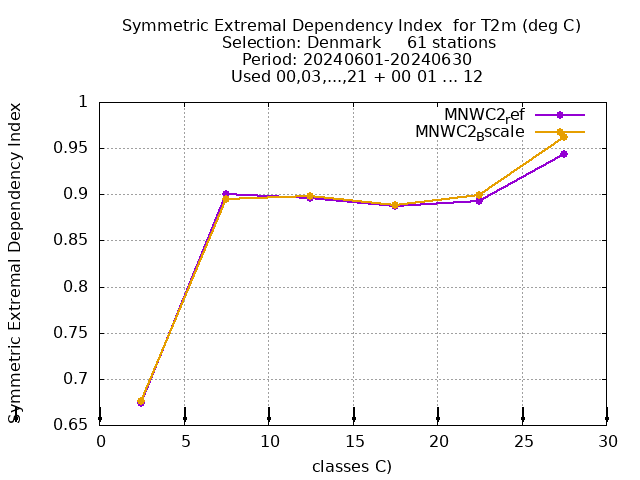 Symmetric Extremal Dependency Index  for T2m (deg C)
Selection: Denmark     61 stations
Period: 20240601-20240630
Used 00,03,...,21 + 00 01 ... 12
MNWC2_ref
MNWC2_Bscale
Symmetric Extremal Dependency Index
1
0.95
0.9
0.85
0.8
0.75
0.7
0.65
0 5 10 15 20 25 30
classes C)